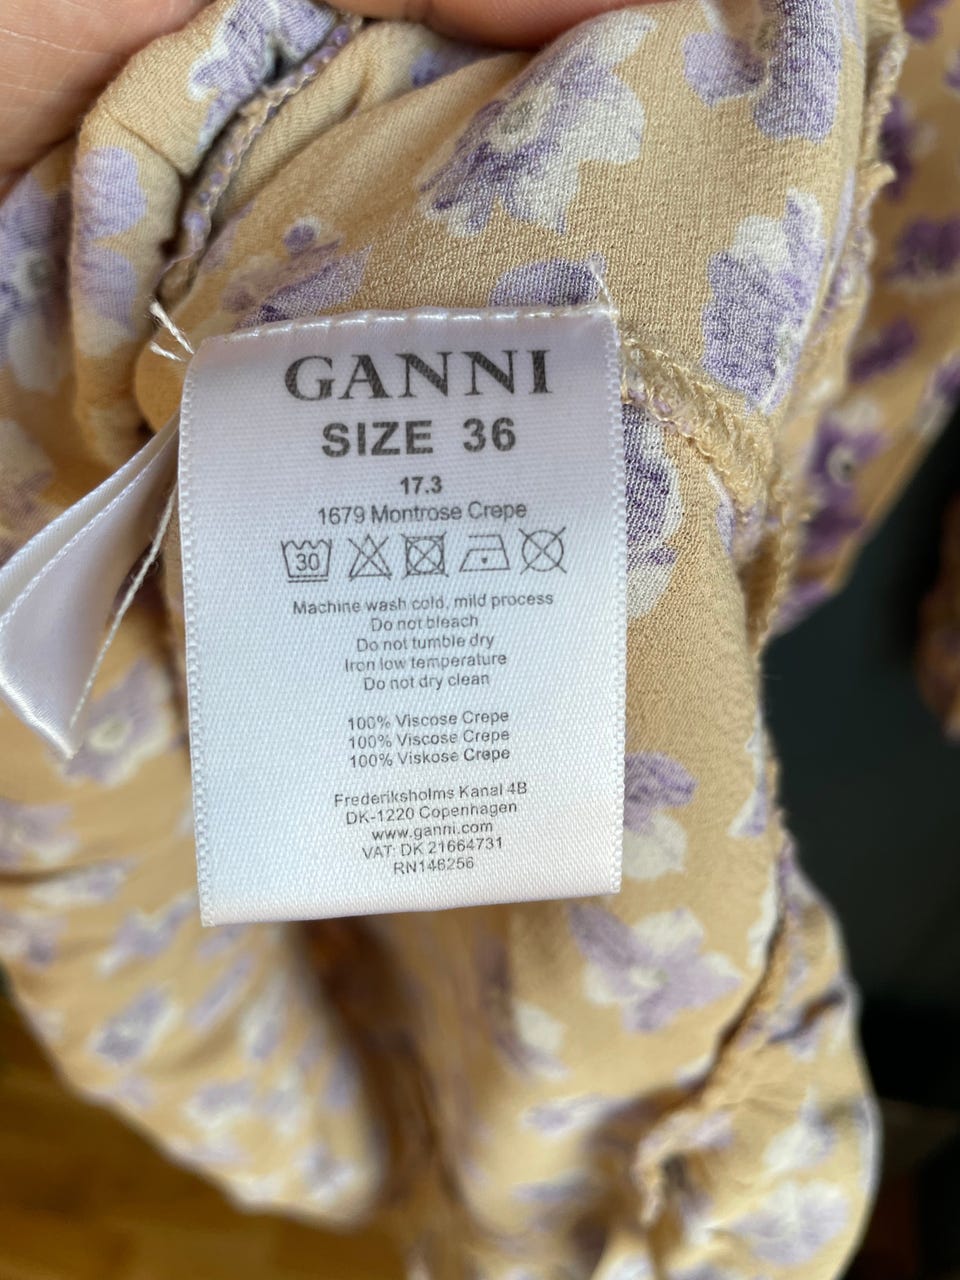 GANNI
SIZE 36
17.3
1679 Montrose Crepe
30
Machine wash cold, mild process
Do not bleach
Do not tumble dry
Iron low temperature
Do not dry clean
100% Viscose Crepe
100% Viscose Crepe
100% Viskose Crepe
Frederiksholms Kanal 4B
DK-1220 Copenhagen
www.ganni.com
VAT: DK 21664731
RN146256